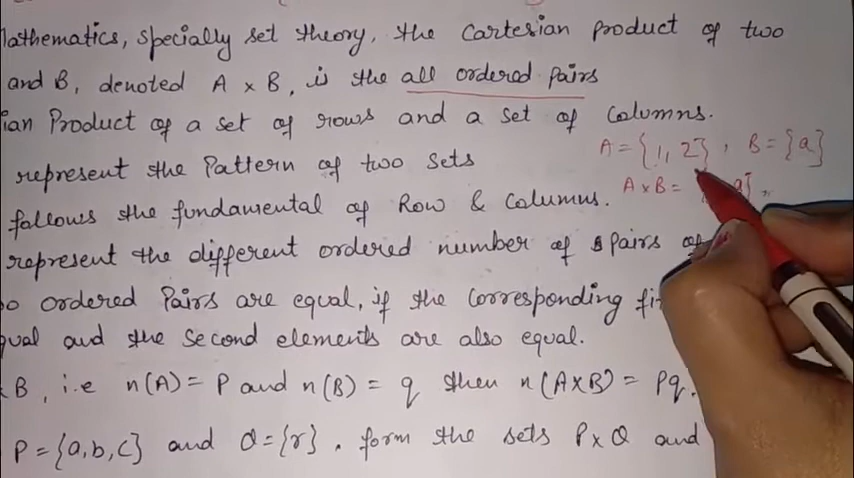 Mathematics, specially set theory, the cartesian product of two
and B, denoted A × B, is the all ordered pairs
ian Product of a set of rows and a set of columns.
A = {1, 2}, B = {a}
represent the Pattern of two sets
A×B =
follows the fundamental of Row & Columns.
represent the different ordered number of pairs of
ordered Pairs are equal, if the corresponding
and the second elements are also equal.
B, i.e n(A) = P and n(B) = q then n(A×B) = Pq.
P = {a, b, c} and Q = {r}. form the sets P×Q and